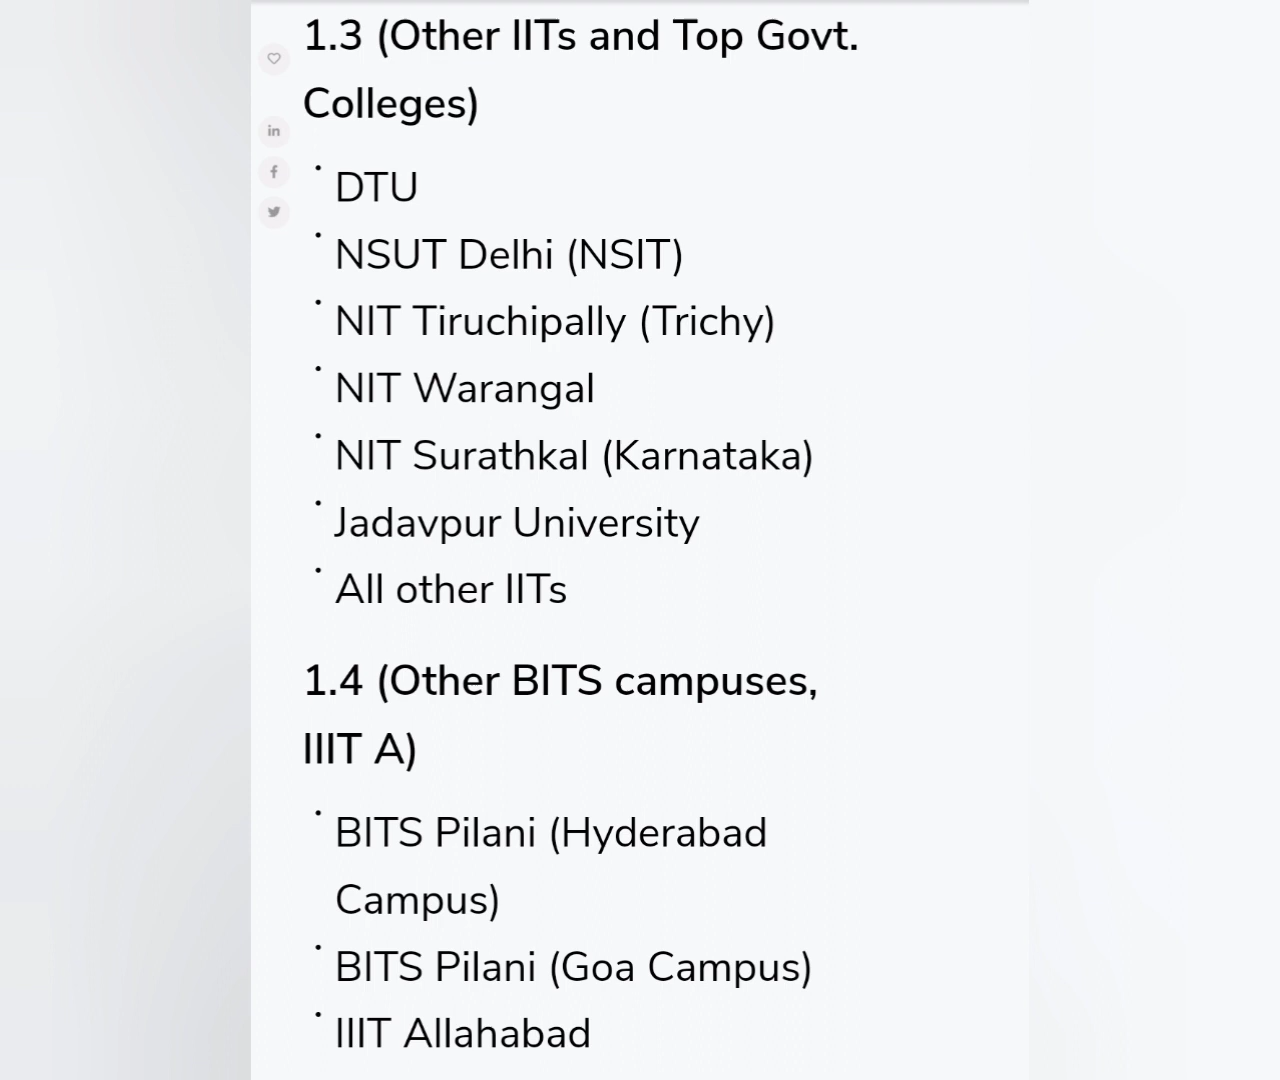 1.3 (Other IITs and Top Govt.
Colleges)
in
f
· DTU
· NSUT Delhi (NSIT)
· NIT Tiruchipally (Trichy)
· NIT Warangal
· NIT Surathkal (Karnataka)
· Jadavpur University
· All other IITs
1.4 (Other BITS campuses,
IIIT A)
· BITS Pilani (Hyderabad
Campus)
· BITS Pilani (Goa Campus)
· IIIT Allahabad